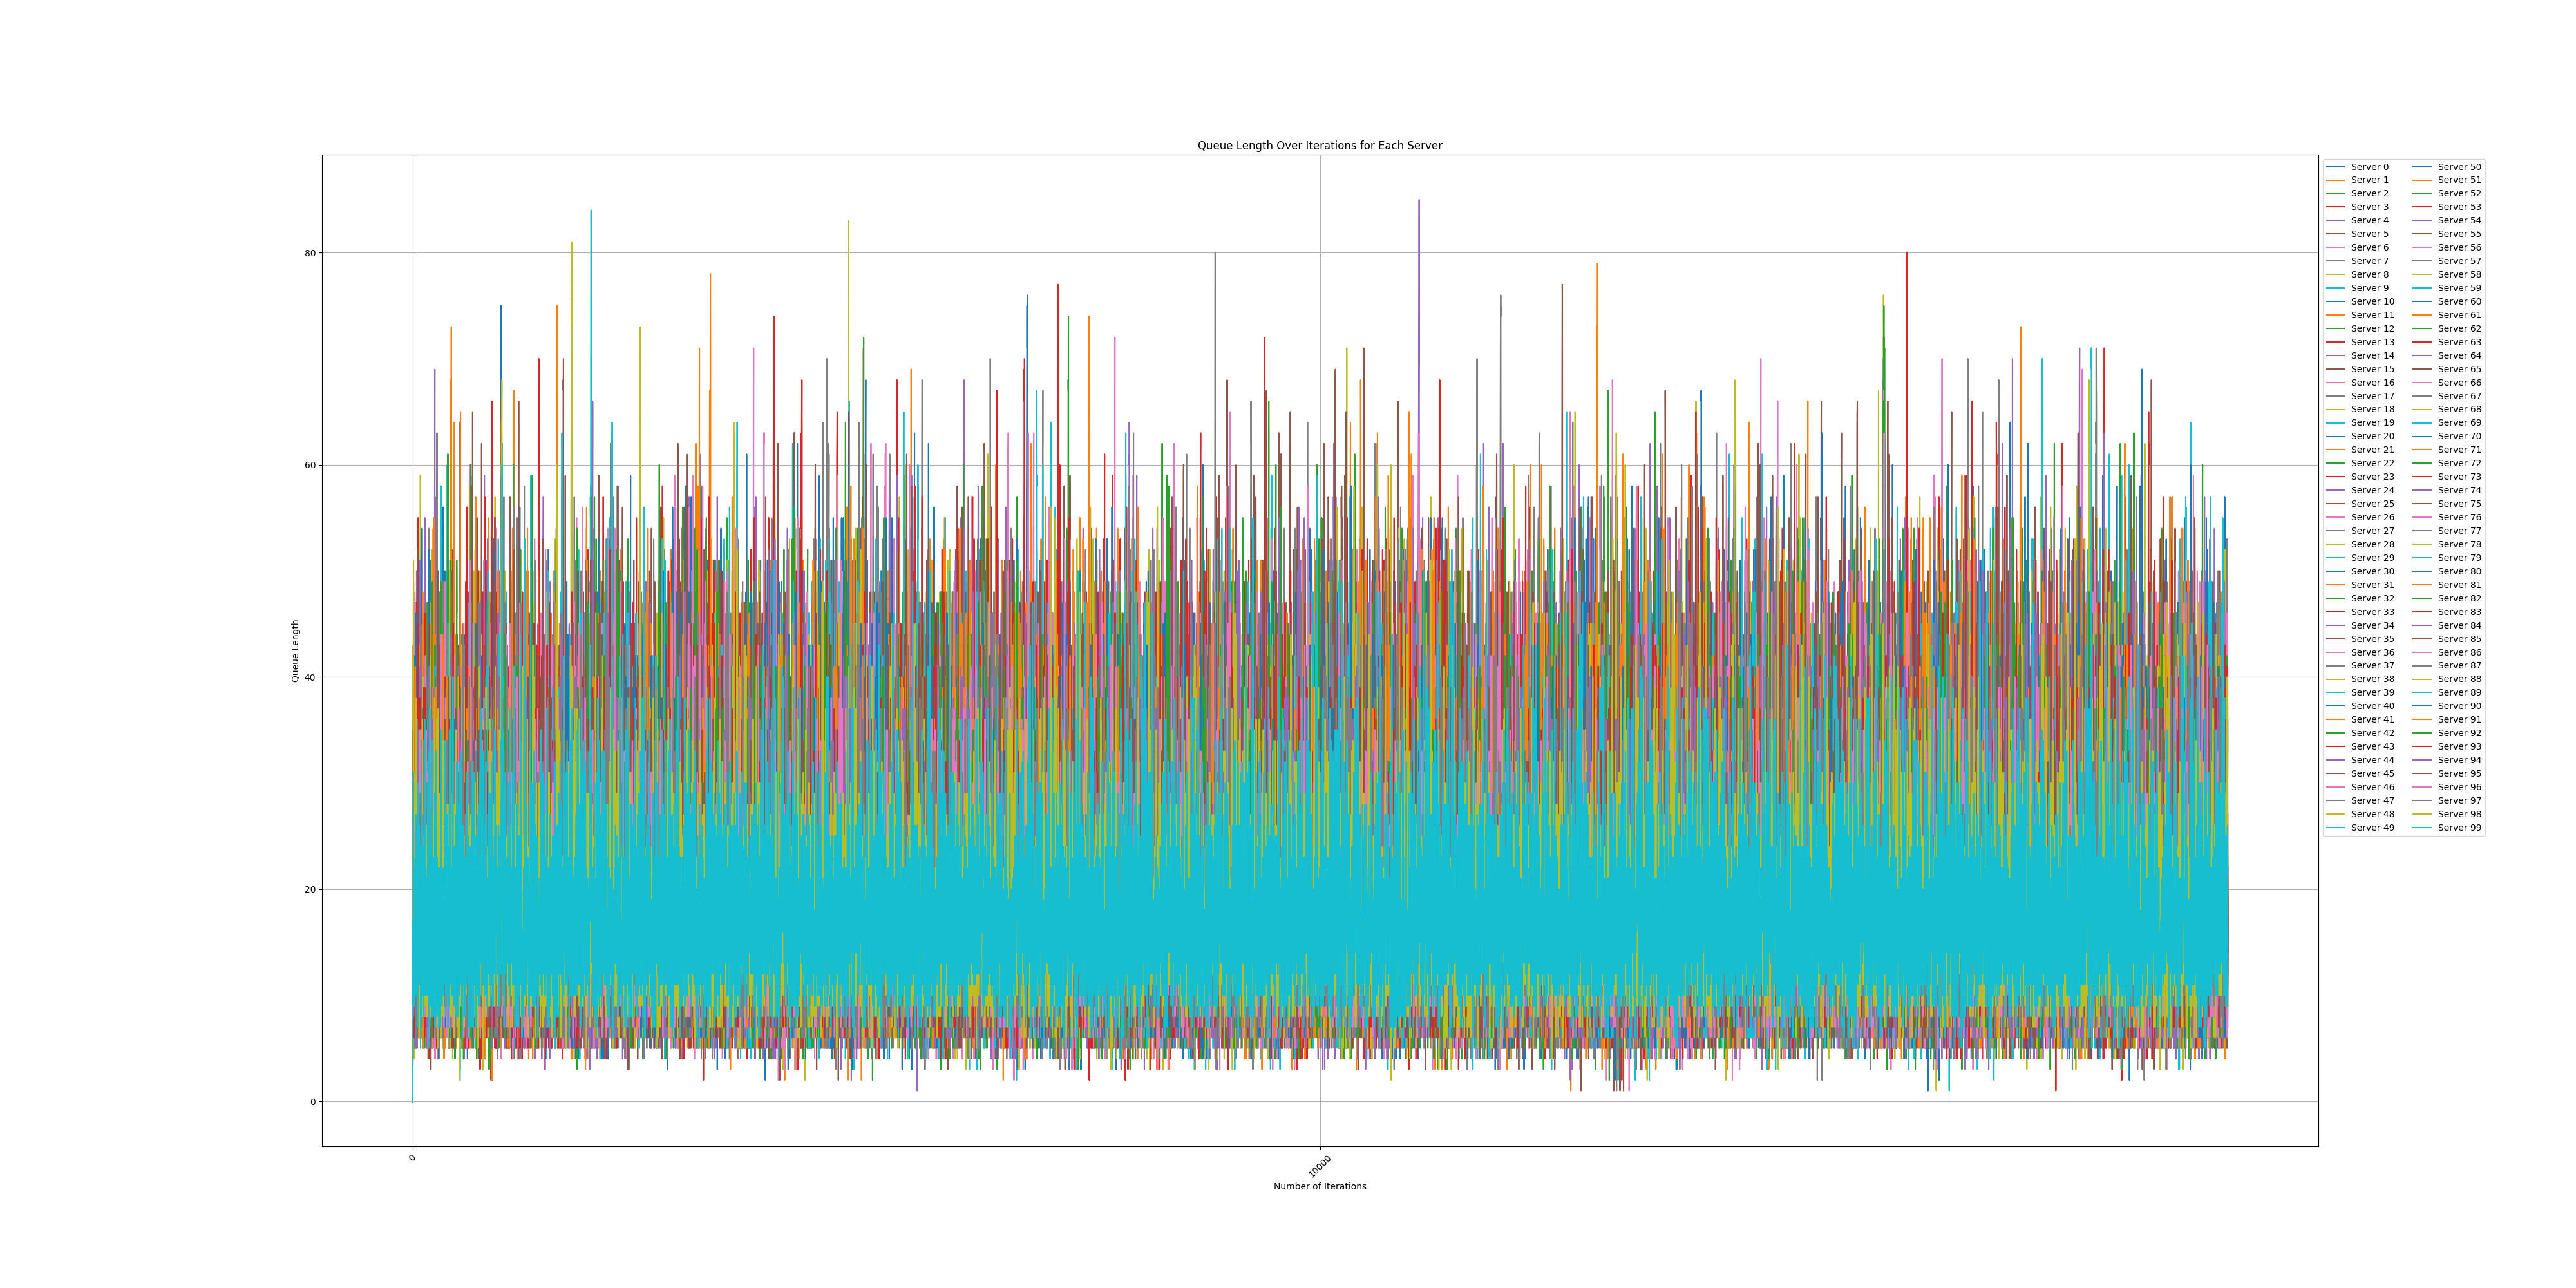 Queue Length Over Iterations for Each Server
Queue Length
80
60
40
20
0
0
10000
Number of Iterations
Server 0
Server 1
Server 2
Server 3
Server 4
Server 5
Server 6
Server 7
Server 8
Server 9
Server 10
Server 11
Server 12
Server 13
Server 14
Server 15
Server 16
Server 17
Server 18
Server 19
Server 20
Server 21
Server 22
Server 23
Server 24
Server 25
Server 26
Server 27
Server 28
Server 29
Server 30
Server 31
Server 32
Server 33
Server 34
Server 35
Server 36
Server 37
Server 38
Server 39
Server 40
Server 41
Server 42
Server 43
Server 44
Server 45
Server 46
Server 47
Server 48
Server 49
Server 50
Server 51
Server 52
Server 53
Server 54
Server 55
Server 56
Server 57
Server 58
Server 59
Server 60
Server 61
Server 62
Server 63
Server 64
Server 65
Server 66
Server 67
Server 68
Server 69
Server 70
Server 71
Server 72
Server 73
Server 74
Server 75
Server 76
Server 77
Server 78
Server 79
Server 80
Server 81
Server 82
Server 83
Server 84
Server 85
Server 86
Server 87
Server 88
Server 89
Server 90
Server 91
Server 92
Server 93
Server 94
Server 95
Server 96
Server 97
Server 98
Server 99